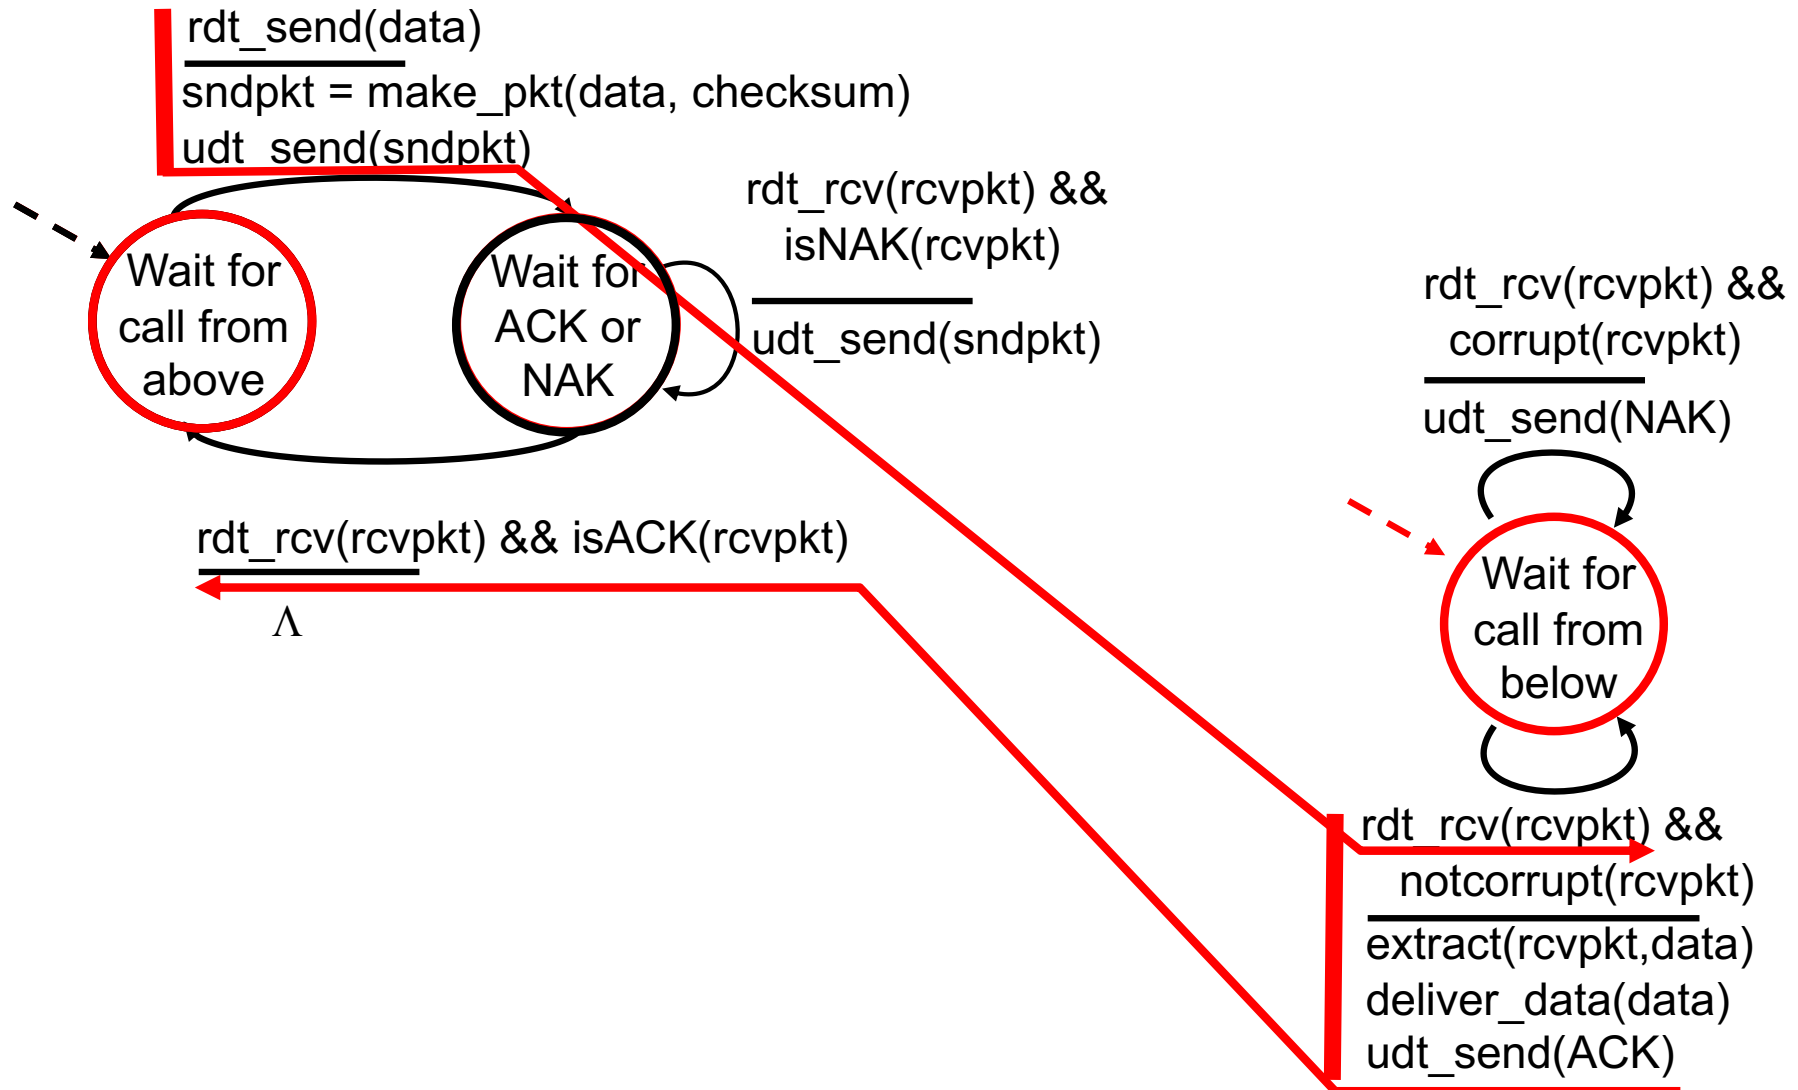 rdt_send(data)
sndpkt = make_pkt(data, checksum)
udt_send(sndpkt)
Wait for
call from
above
Wait for
ACK or
NAK
rdt_rcv(rcvpkt) &&
isNAK(rcvpkt)
udt_send(sndpkt)
rdt_rcv(rcvpkt) && isACK(rcvpkt)
Λ
rdt_rcv(rcvpkt) &&
corrupt(rcvpkt)
udt_send(NAK)
Wait for
call from
below
rdt_rcv(rcvpkt) &&
notcorrupt(rcvpkt)
extract(rcvpkt,data)
deliver_data(data)
udt_send(ACK)